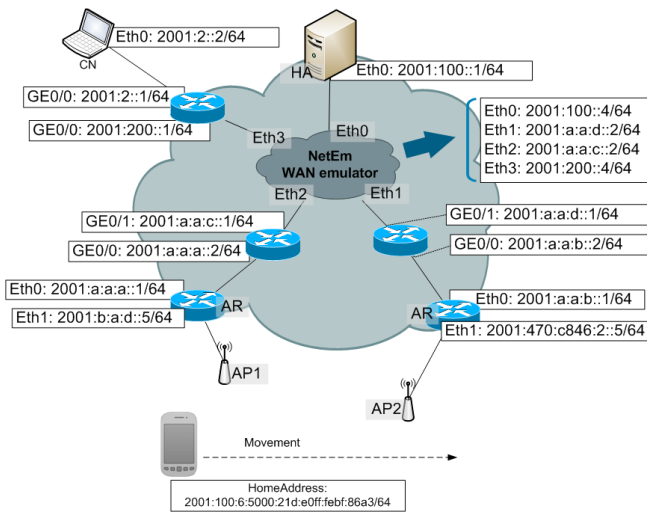 Eth0: 2001:2::2/64
CN
HA
Eth0: 2001:100::1/64
GE0/0: 2001:2::1/64
GE0/0: 2001:200::1/64
Eth3
Eth0
Eth0: 2001:100::4/64
Eth1: 2001:a:a:d::2/64
Eth2: 2001:a:a:c::2/64
Eth3: 2001:200::4/64
NetEm
WAN emulator
Eth2
Eth1
GE0/1: 2001:a:a:c::1/64
GE0/0: 2001:a:a:a::2/64
GE0/1: 2001:a:a:d::1/64
GE0/0: 2001:a:a:b::2/64
Eth0: 2001:a:a:a::1/64
Eth1: 2001:b:a:d::5/64
AR
AR
Eth0: 2001:a:a:b::1/64
Eth1: 2001:470:c846:2::5/64
AP1
AP2
Movement
HomeAddress:
2001:100:6:5000:21d:e0ff:febf:86a3/64